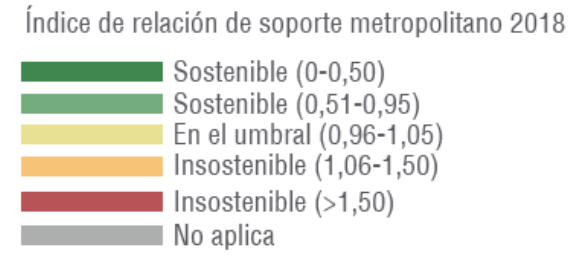 Índice de relación de soporte metropolitano 2018
Sostenible (0-0,50)
Sostenible (0,51-0,95)
En el umbral (0,96-1,05)
Insostenible (1,06-1,50)
Insostenible (>1,50)
No aplica